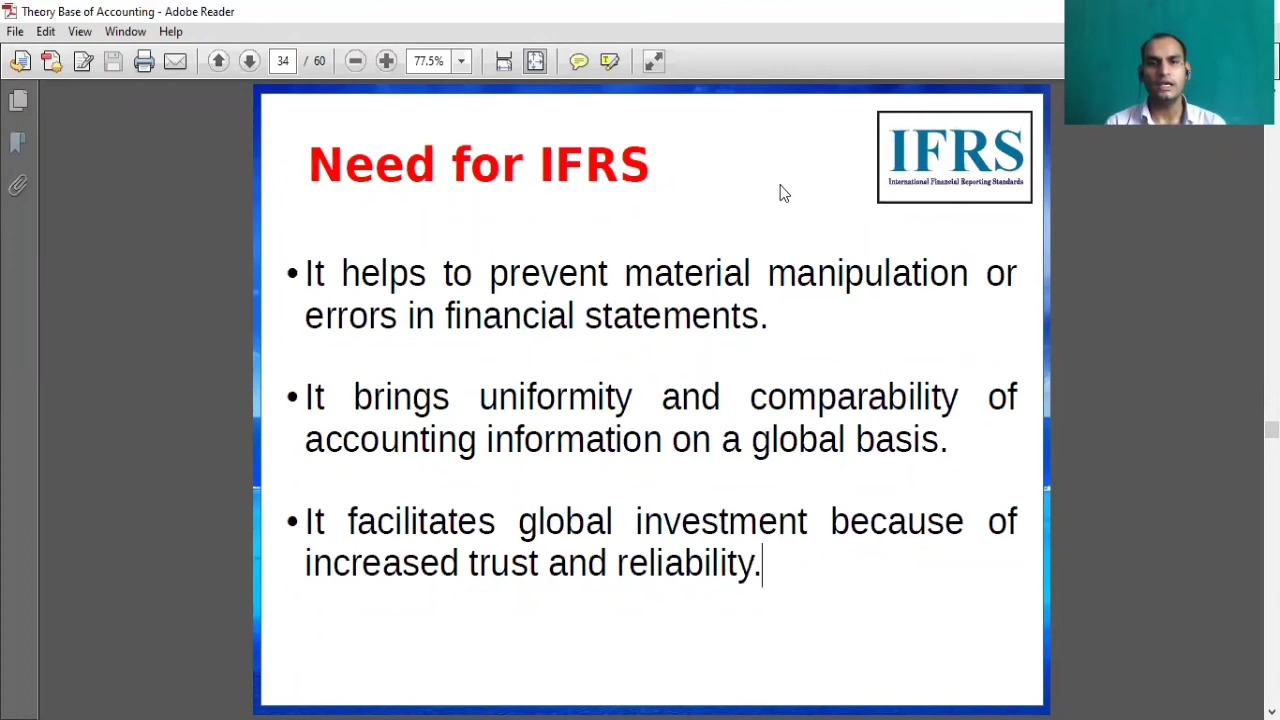 Theory Base of Accounting - Adobe Reader
File Edit View Window Help
34 / 60 77.5%
Need for IFRS
IFRS
International Financial Reporting Standards
•It helps to prevent material manipulation or
errors in financial statements.
•It brings uniformity and comparability of
accounting information on a global basis.
•It facilitates global investment because of
increased trust and reliability.